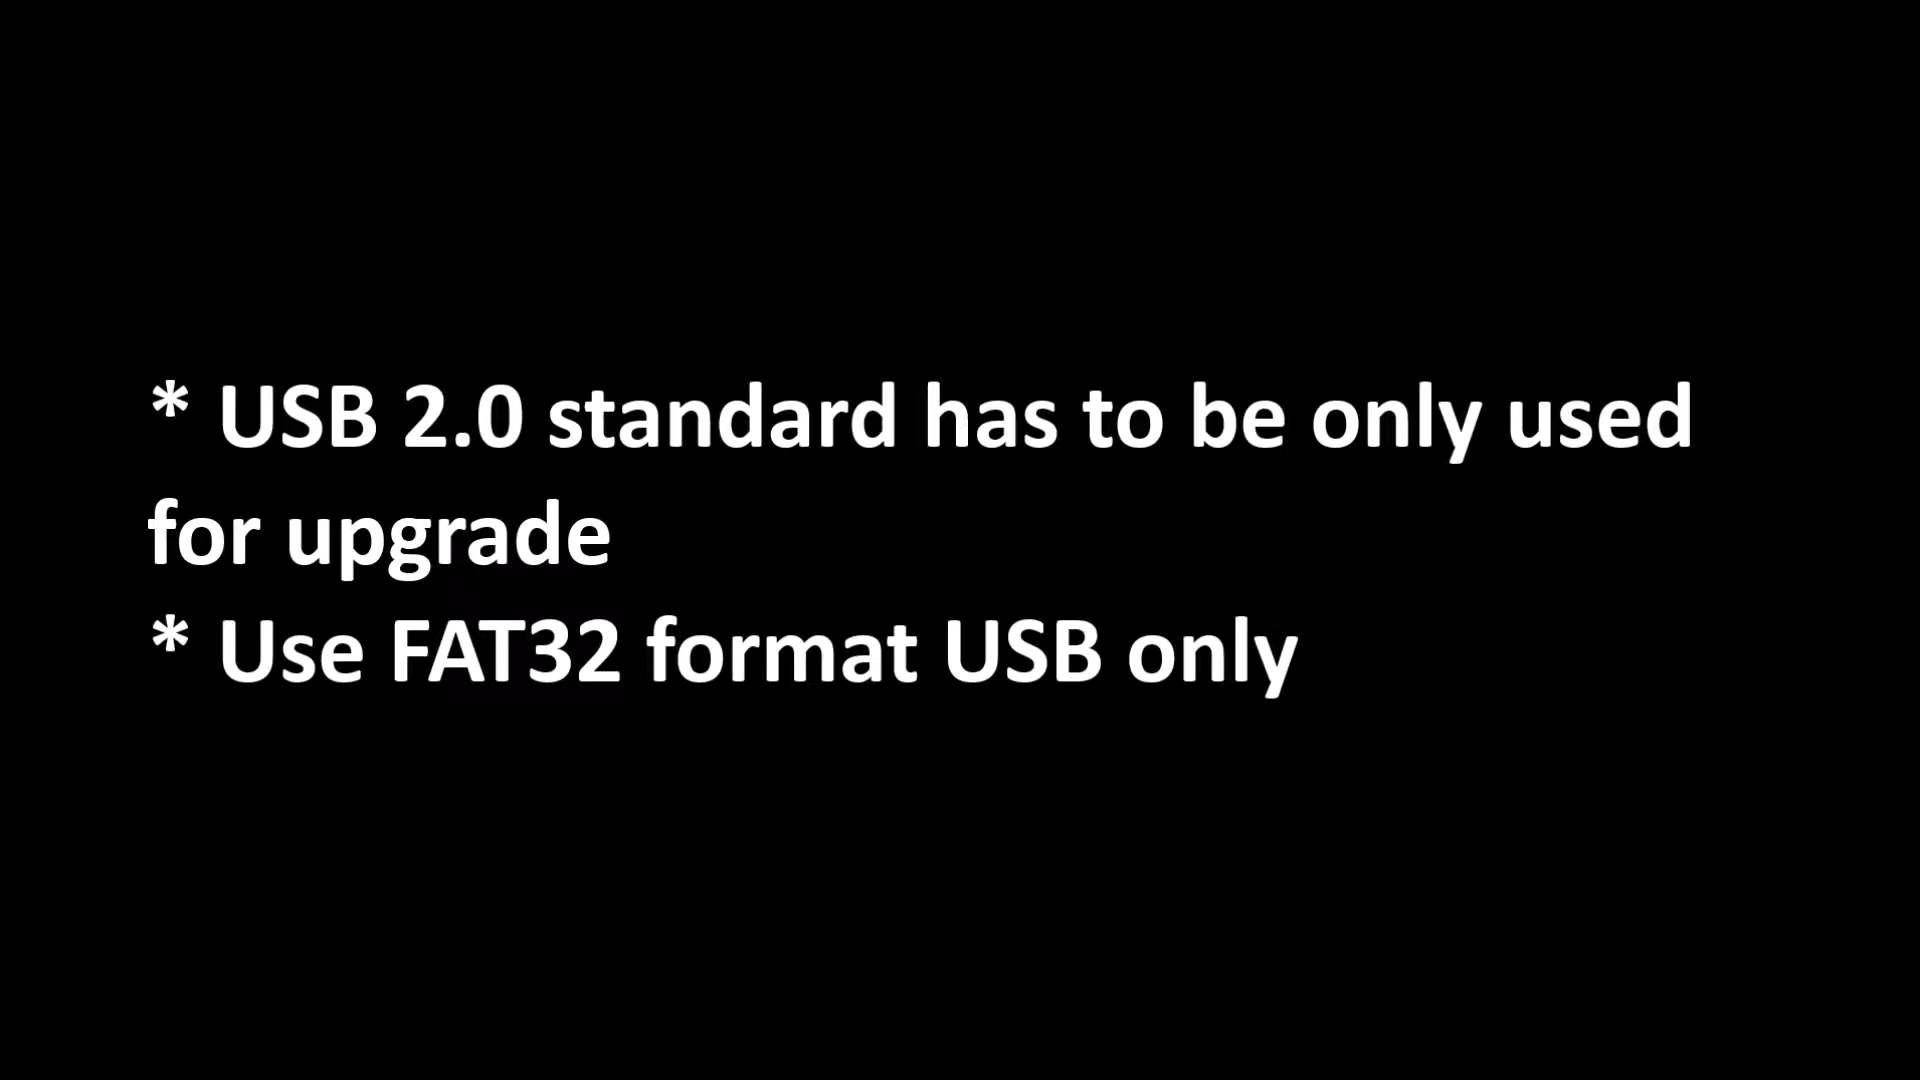 * USB 2.0 standard has to be only used
for upgrade
* Use FAT32 format USB only